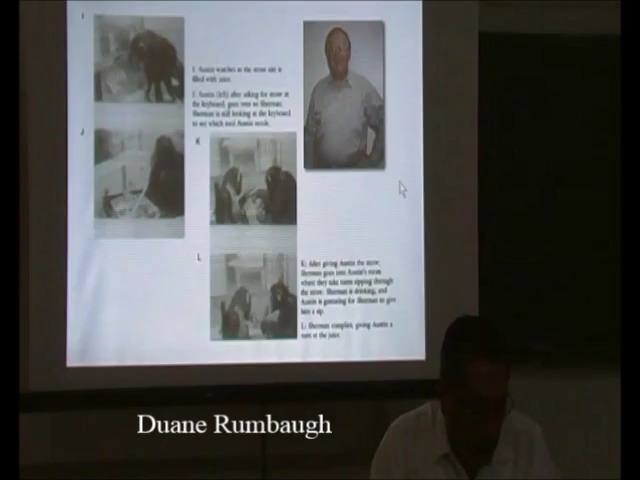 I
I: Austin watches as the straw site is
filled with juice.
J: Austin (left) after asking for straw at
the keyboard, goes over to Sherman.
Sherman is still looking at the keyboard
to see which tool Austin needs.
J
K
L
K: After giving Austin the straw,
Sherman goes into Austin's room
where they take turns sipping through
the straw. Sherman is drinking, and
Austin is gesturing for Sherman to give
him a sip.
L: Sherman complies, giving Austin a
turn at the juice.
Duane Rumbaugh